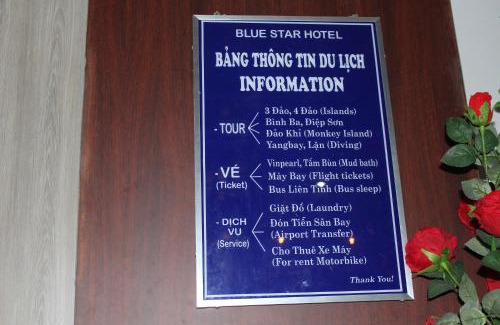 BLUE STAR HOTEL
BẢNG THÔNG TIN DU LỊCH
INFORMATION
- TOUR
3 Đảo, 4 Đảo (Islands)
Bình Ba, Điệp Sơn
Đảo Khỉ (Monkey Island)
Yangbay, Lặn (Diving)
- VÉ
(Ticket)
Vinpearl, Tắm Bùn (Mud bath)
Máy Bay (Flight tickets)
Bus Liên Tỉnh (Bus sleep)
- DỊCH
VỤ
(Service)
Giặt Đồ (Laundry)
Đón Tiễn Sân Bay
(Airport Transfer)
Cho Thuê Xe Máy
(For rent Motorbike)
Thank You!